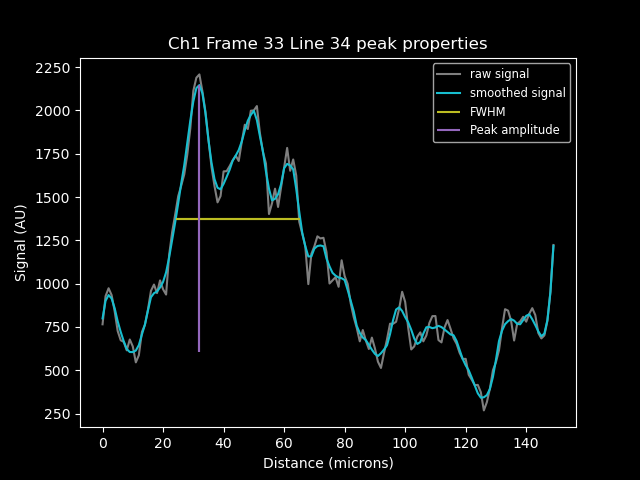 Ch1 Frame 33 Line 34 peak properties
raw signal
smoothed signal
FWHM
Peak amplitude
Signal (AU)
2250
2000
1750
1500
1250
1000
750
500
250
0 20 40 60 80 100 120 140
Distance (microns)